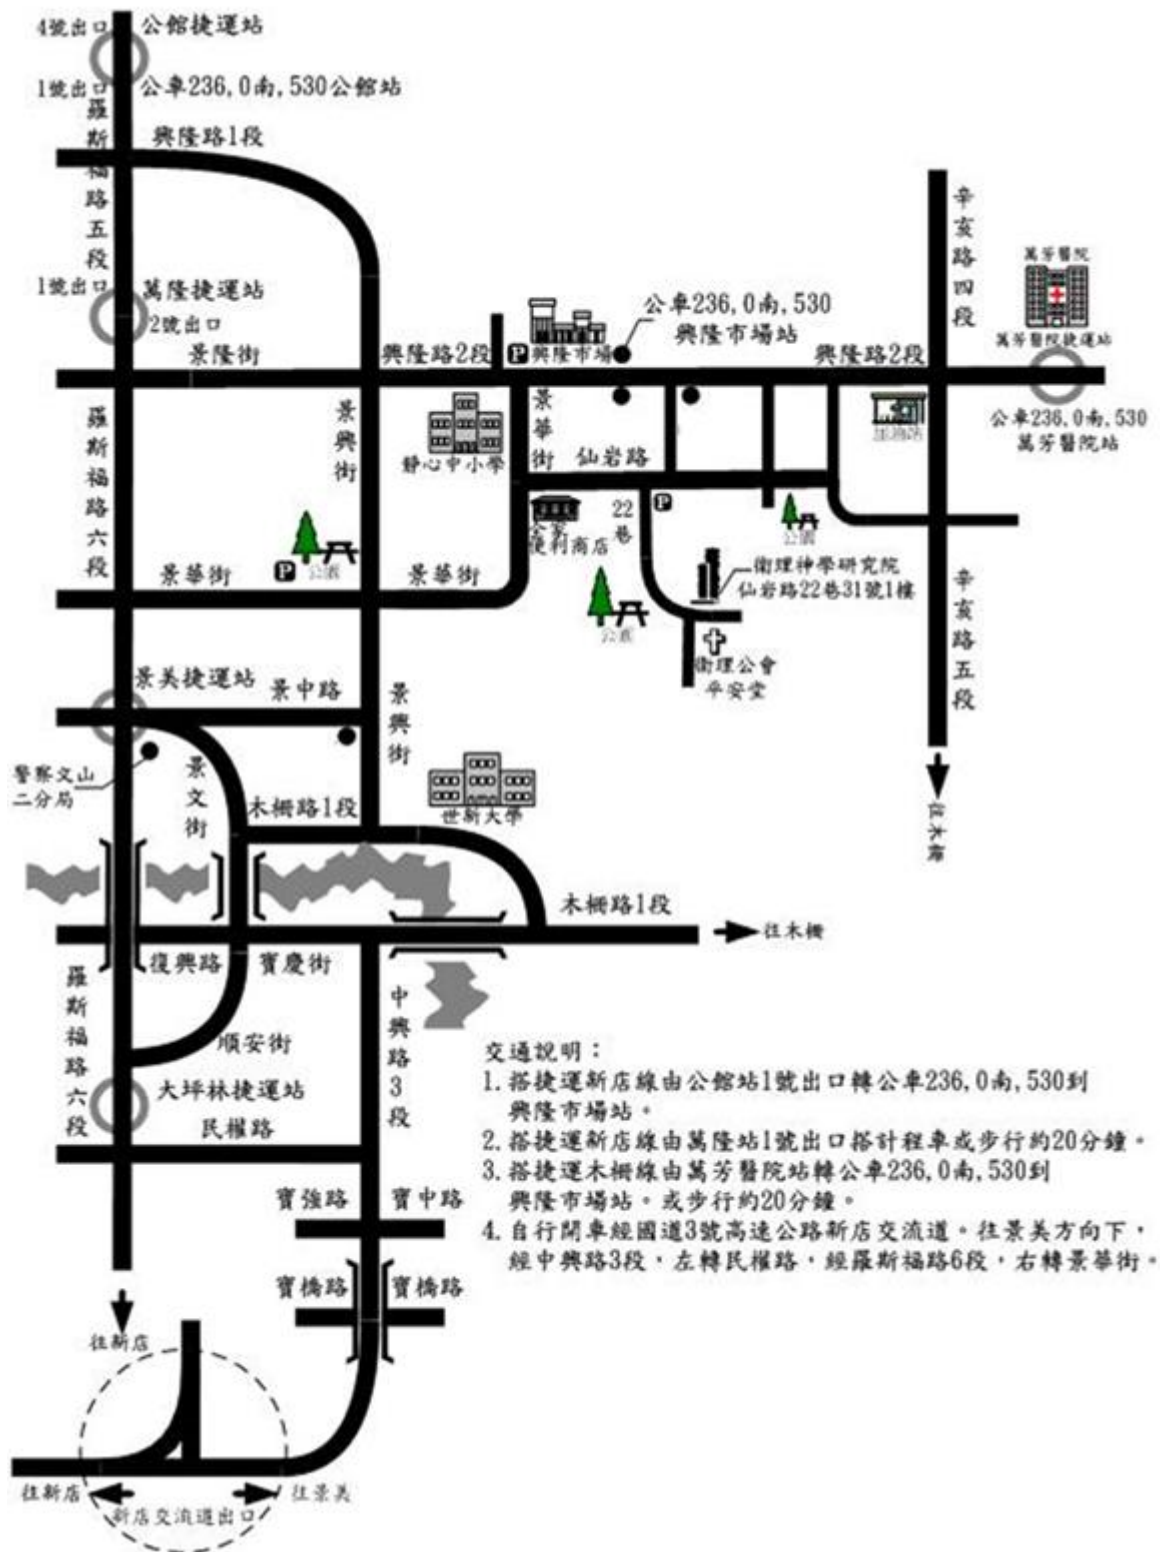 4號出口 公館捷運站
1號出口 公車236,0南,530公館站
羅斯福路五段
興隆路1段
辛亥路四段
萬芳醫院
1號出口 萬隆捷運站
2號出口
公車236,0南,530
興隆市場站
萬芳醫院捷運站
景隆街
興隆路2段
P
興隆市場
興隆路2段
羅斯福路六段
景興街
靜心中小學
景華街
仙岩路
加油站
公車236,0南,530
萬芳醫院站
全家
便利商店
22巷
P
公園
景華街
P
公園
景華街
公園
衛理神學研究院
仙岩路22巷31號1樓
辛亥路五段
衛理公會
平安堂
景美捷運站
景中路
景興街
警察文山
二分局
景文街
木柵路1段
世新大學
往木柵
木柵路1段
往木柵
復興路
寶慶街
羅斯福路六段
中興路3段
順安街
大坪林捷運站
民權路
交通說明：
1.搭捷運新店線由公館站1號出口轉公車236,0南,530到
興隆市場站。
2.搭捷運新店線由萬隆站1號出口搭計程車或步行約20分鐘。
3.搭捷運木柵線由萬芳醫院站轉公車236,0南,530到
興隆市場站。或步行約20分鐘。
4.自行開車經國道3號高速公路新店交流道。往景美方向下，
經中興路3段，左轉民權路，經羅斯福路6段，右轉景華街。
寶強路
寶中路
寶橋路
寶橋路
往新店
往新店
往景美
新店交流道出口